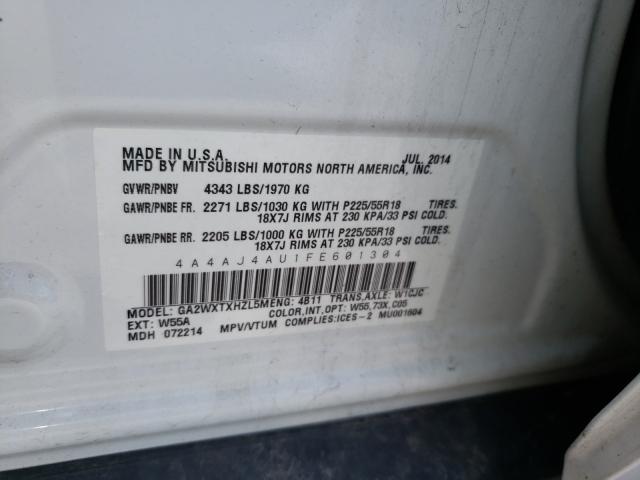 MADE IN U.S.A. JUL. 2014
MFD BY MITSUBISHI MOTORS NORTH AMERICA, INC.
GVWR/PNBV 4343 LBS/1970 KG
GAWR/PNBE FR. 2271 LBS/1030 KG WITH P225/55R18 TIRES.
18X7J RIMS AT 230 KPA/33 PSI COLD.
GAWR/PNBE RR. 2205 LBS/1000 KG WITH P225/55R18 TIRES.
18X7J RIMS AT 230 KPA/33 PSI COLD.
4A4AJ4AU1FE601304
MODEL: GA2WXTXHZL5M ENG: 4B11 TRANS,AXLE: W1CJC
EXT: W55A COLOR,INT,OPT: W55,73X,C05
MDH 072214 MPV/VTUM COMPLIES:ICES-2 MU001604